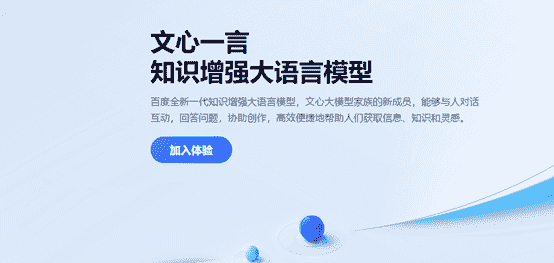 文心一言
知识增强大语言模型
百度全新一代知识增强大语言模型，文心大模型家族的新成员，能够与人对话
互动，回答问题，协助创作，高效便捷地帮助人们获取信息、知识和灵感。
加入体验